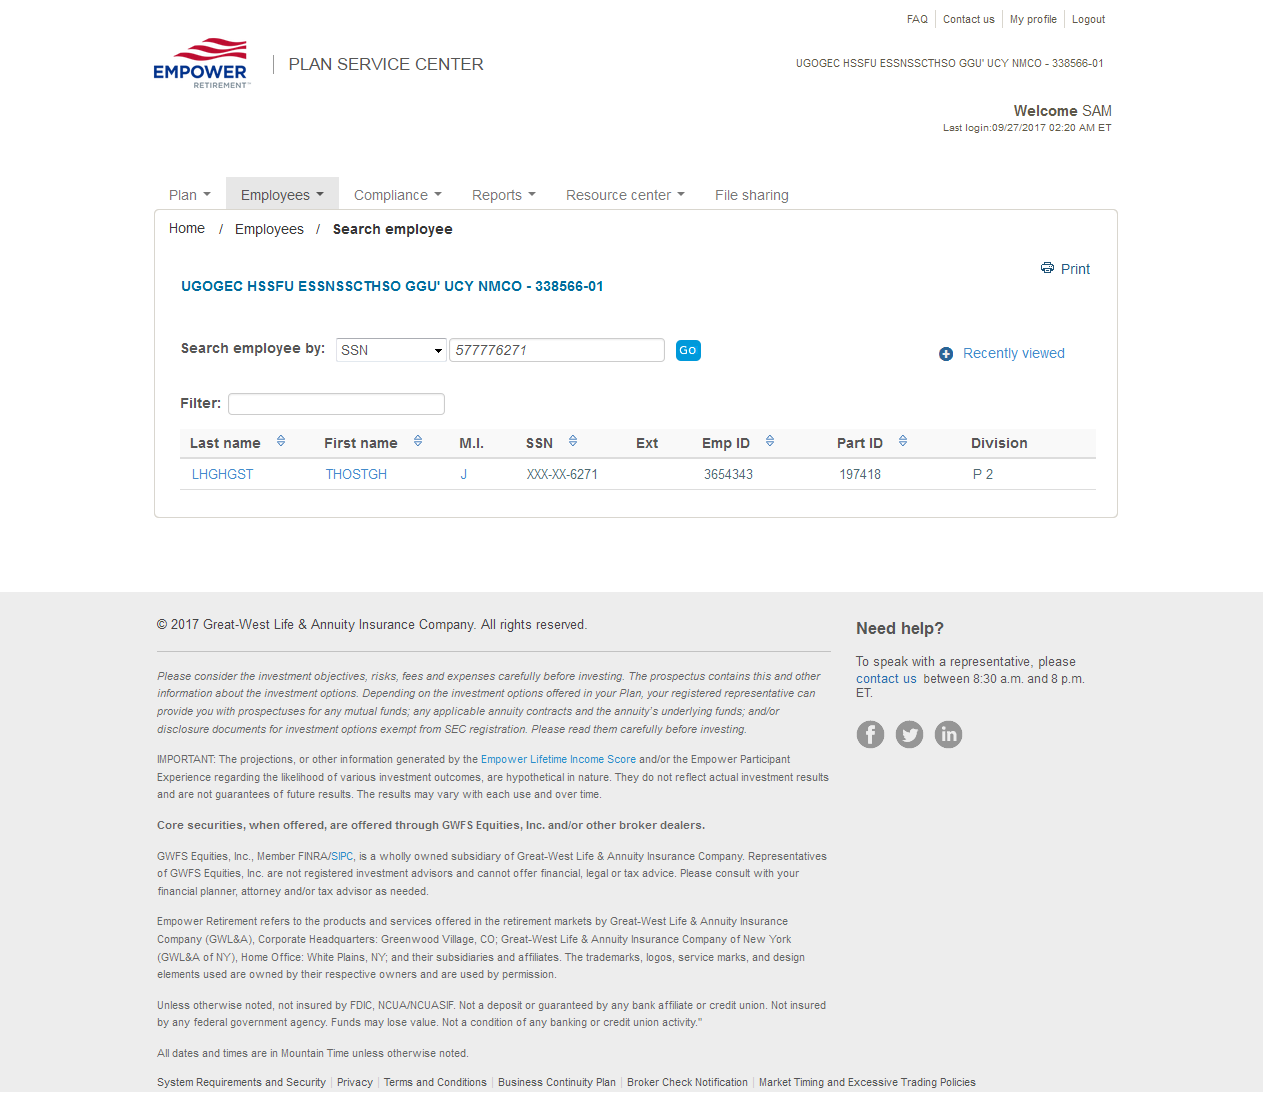 FAQ Contact us My profile Logout
EMPOWER
RETIREMENT™
PLAN SERVICE CENTER
UGOGEC HSSFU ESSNSSCTHSO GGU' UCY NMCO - 338566-01
Welcome SAM
Last login:09/27/2017 02:20 AM ET
Plan Employees Compliance Reports Resource center File sharing
Home / Employees / Search employee
Print
UGOGEC HSSFU ESSNSSCTHSO GGU' UCY NMCO - 338566-01
Search employee by: SSN 577776271 GO
Recently viewed
Filter:
Last name First name M.I. SSN Ext Emp ID Part ID Division
LHGHGST THOSTGH J XXX-XX-6271 3654343 197418 P 2
© 2017 Great-West Life & Annuity Insurance Company. All rights reserved.
Please consider the investment objectives, risks, fees and expenses carefully before investing. The prospectus contains this and other
information about the investment options. Depending on the investment options offered in your Plan, your registered representative can
provide you with prospectuses for any mutual funds; any applicable annuity contracts and the annuity's underlying funds; and/or
disclosure documents for investment options exempt from SEC registration. Please read them carefully before investing.
IMPORTANT: The projections, or other information generated by the Empower Lifetime Income Score and/or the Empower Participant
Experience regarding the likelihood of various investment outcomes, are hypothetical in nature. They do not reflect actual investment results
and are not guarantees of future results. The results may vary with each use and over time.
Core securities, when offered, are offered through GWFS Equities, Inc. and/or other broker dealers.
GWFS Equities, Inc., Member FINRA/SIPC, is a wholly owned subsidiary of Great-West Life & Annuity Insurance Company. Representatives
of GWFS Equities, Inc. are not registered investment advisors and cannot offer financial, legal or tax advice. Please consult with your
financial planner, attorney and/or tax advisor as needed.
Empower Retirement refers to the products and services offered in the retirement markets by Great-West Life & Annuity Insurance
Company (GWL&A), Corporate Headquarters: Greenwood Village, CO; Great-West Life & Annuity Insurance Company of New York
(GWL&A of NY), Home Office: White Plains, NY; and their subsidiaries and affiliates. The trademarks, logos, service marks, and design
elements used are owned by their respective owners and are used by permission.
Unless otherwise noted, not insured by FDIC, NCUA/NCUASIF. Not a deposit or guaranteed by any bank affiliate or credit union. Not insured
by any federal government agency. Funds may lose value. Not a condition of any banking or credit union activity."
All dates and times are in Mountain Time unless otherwise noted.
System Requirements and Security Privacy Terms and Conditions Business Continuity Plan Broker Check Notification Market Timing and Excessive Trading Policies
Need help?
To speak with a representative, please
contact us between 8:30 a.m. and 8 p.m.
ET.